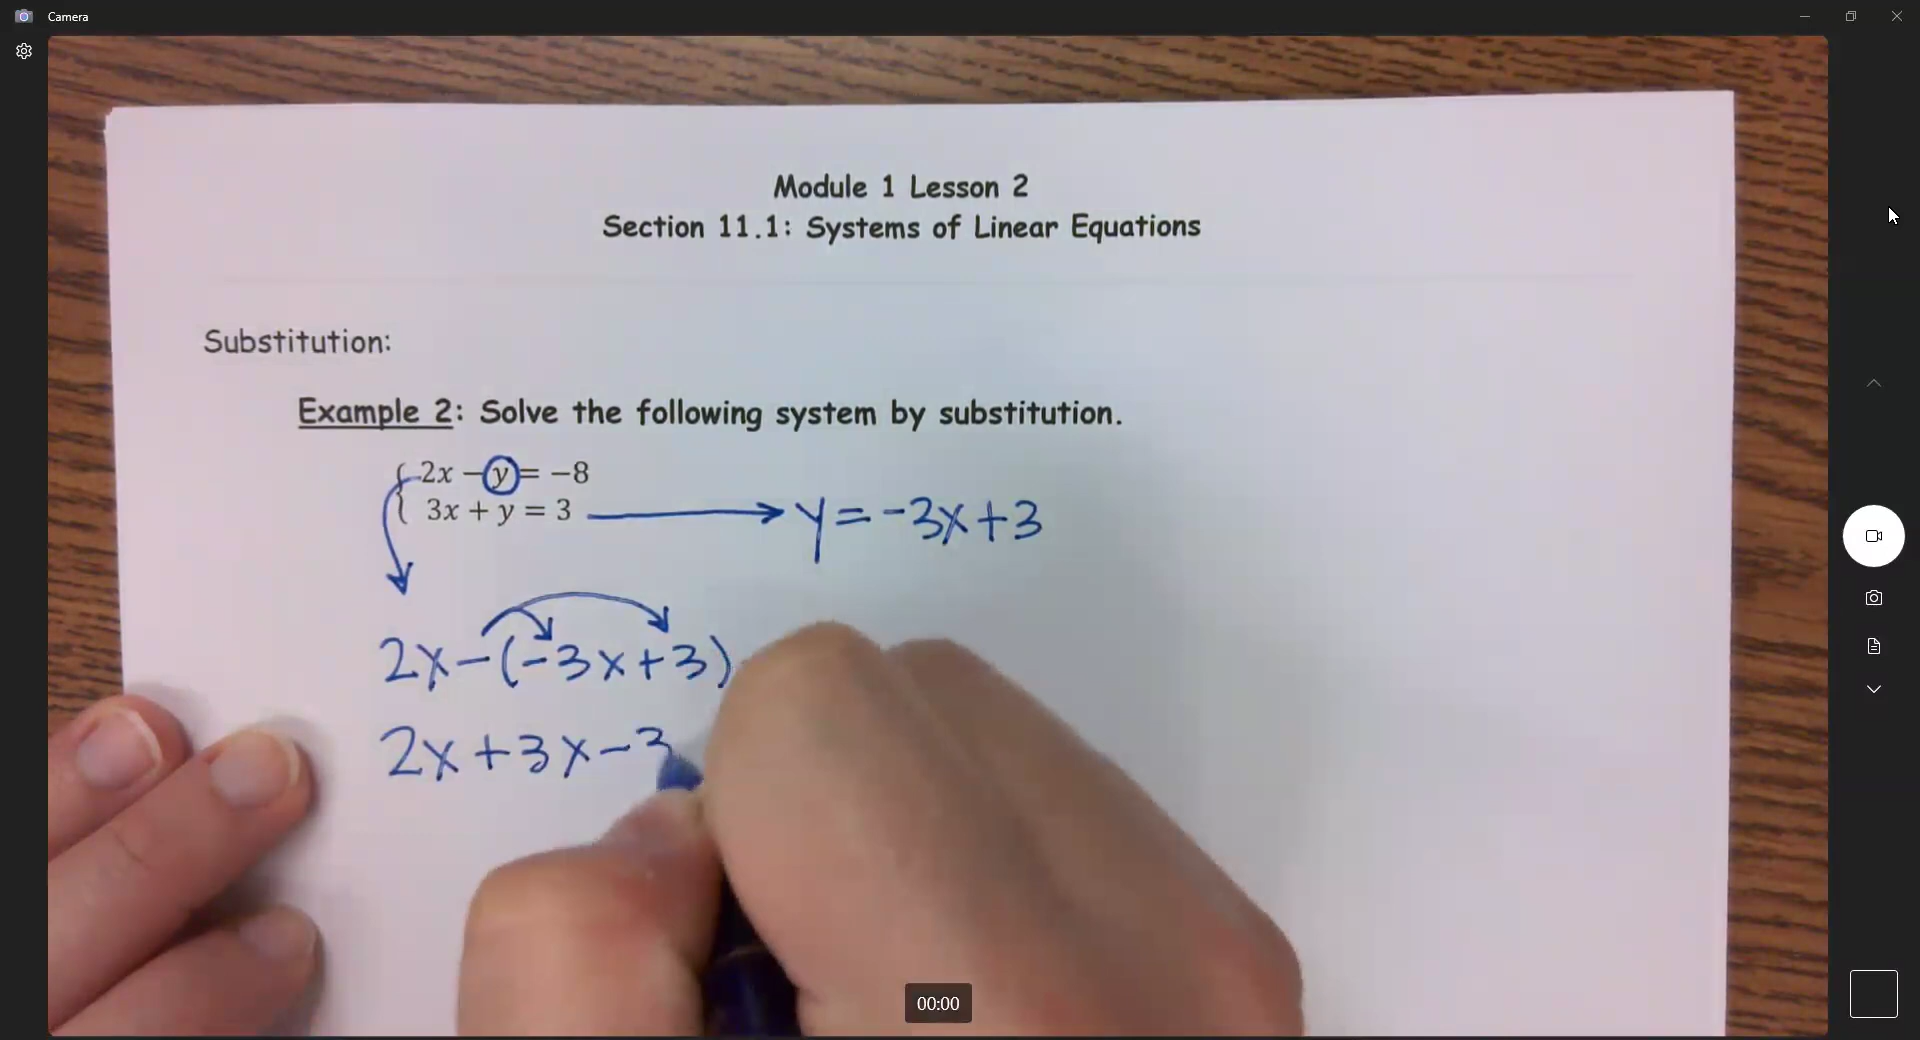 Camera
Module 1 Lesson 2
Section 11.1: Systems of Linear Equations
Substitution:
Example 2: Solve the following system by substitution.
2x − y = −8
3x + y = 3
y = -3x + 3
2x - (-3x + 3)
2x + 3x - 3
00:00